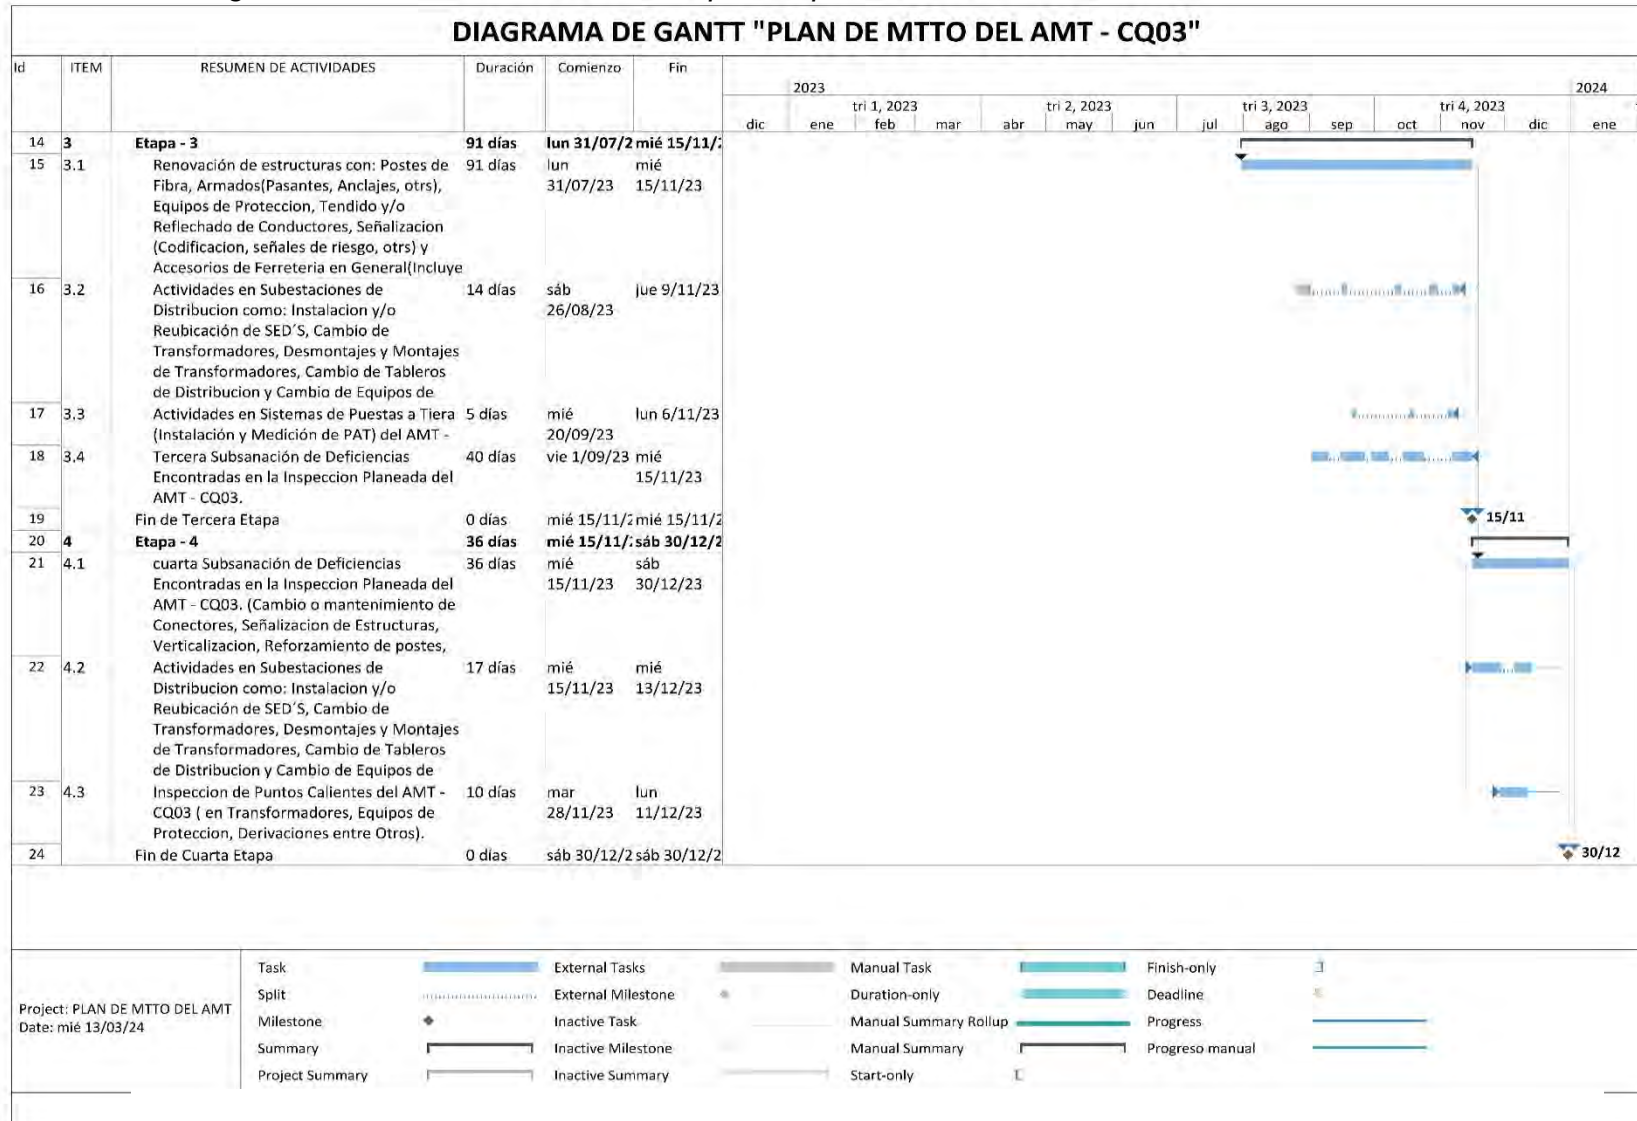 DIAGRAMA DE GANTT "PLAN DE MTTO DEL AMT - CQ03"
Id ITEM RESUMEN DE ACTIVIDADES Duración Comienzo Fin
2023 2024
tri 1, 2023 tri 2, 2023 tri 3, 2023 tri 4, 2023
dic ene feb mar abr may jun jul ago sep oct nov dic ene
14 3 Etapa - 3 91 días lun 31/07/2 mié 15/11/2
15 3.1 Renovación de estructuras con: Postes de 91 días lun mié
Fibra, Armados(Pasantes, Anclajes, otrs), 31/07/23 15/11/23
Equipos de Proteccion, Tendido y/o
Reflechado de Conductores, Señalizacion
(Codificacion, señales de riesgo, otrs) y
Accesorios de Ferreteria en General(Incluye
16 3.2 Actividades en Subestaciones de 14 días sáb jue 9/11/23
Distribucion como: Instalacion y/o 26/08/23
Reubicación de SED´S, Cambio de
Transformadores, Desmontajes y Montajes
de Transformadores, Cambio de Tableros
de Distribucion y Cambio de Equipos de
17 3.3 Actividades en Sistemas de Puestas a Tiera 5 días mié lun 6/11/23
(Instalación y Medición de PAT) del AMT - 20/09/23
18 3.4 Tercera Subsanación de Deficiencias 40 días vie 1/09/23 mié
Encontradas en la Inspeccion Planeada del 15/11/23
AMT - CQ03.
19 Fin de Tercera Etapa 0 días mié 15/11/2 mié 15/11/2 15/11
20 4 Etapa - 4 36 días mié 15/11/2 sáb 30/12/2
21 4.1 cuarta Subsanación de Deficiencias 36 días mié sáb
Encontradas en la Inspeccion Planeada del 15/11/23 30/12/23
AMT - CQ03. (Cambio o mantenimiento de
Conectores, Señalizacion de Estructuras,
Verticalizacion, Reforzamiento de postes,
22 4.2 Actividades en Subestaciones de 17 días mié mié
Distribucion como: Instalacion y/o 15/11/23 13/12/23
Reubicación de SED´S, Cambio de
Transformadores, Desmontajes y Montajes
de Transformadores, Cambio de Tableros
de Distribucion y Cambio de Equipos de
23 4.3 Inspeccion de Puntos Calientes del AMT - 10 días mar lun
CQ03 ( en Transformadores, Equipos de 28/11/23 11/12/23
Proteccion, Derivaciones entre Otros).
24 Fin de Cuarta Etapa 0 días sáb 30/12/2 sáb 30/12/2 30/12
Project: PLAN DE MTTO DEL AMT
Date: mié 13/03/24
Task External Tasks Manual Task Finish-only
Split External Milestone Duration-only Deadline
Milestone Inactive Task Manual Summary Rollup Progress
Summary Inactive Milestone Manual Summary Progreso manual
Project Summary Inactive Summary Start-only